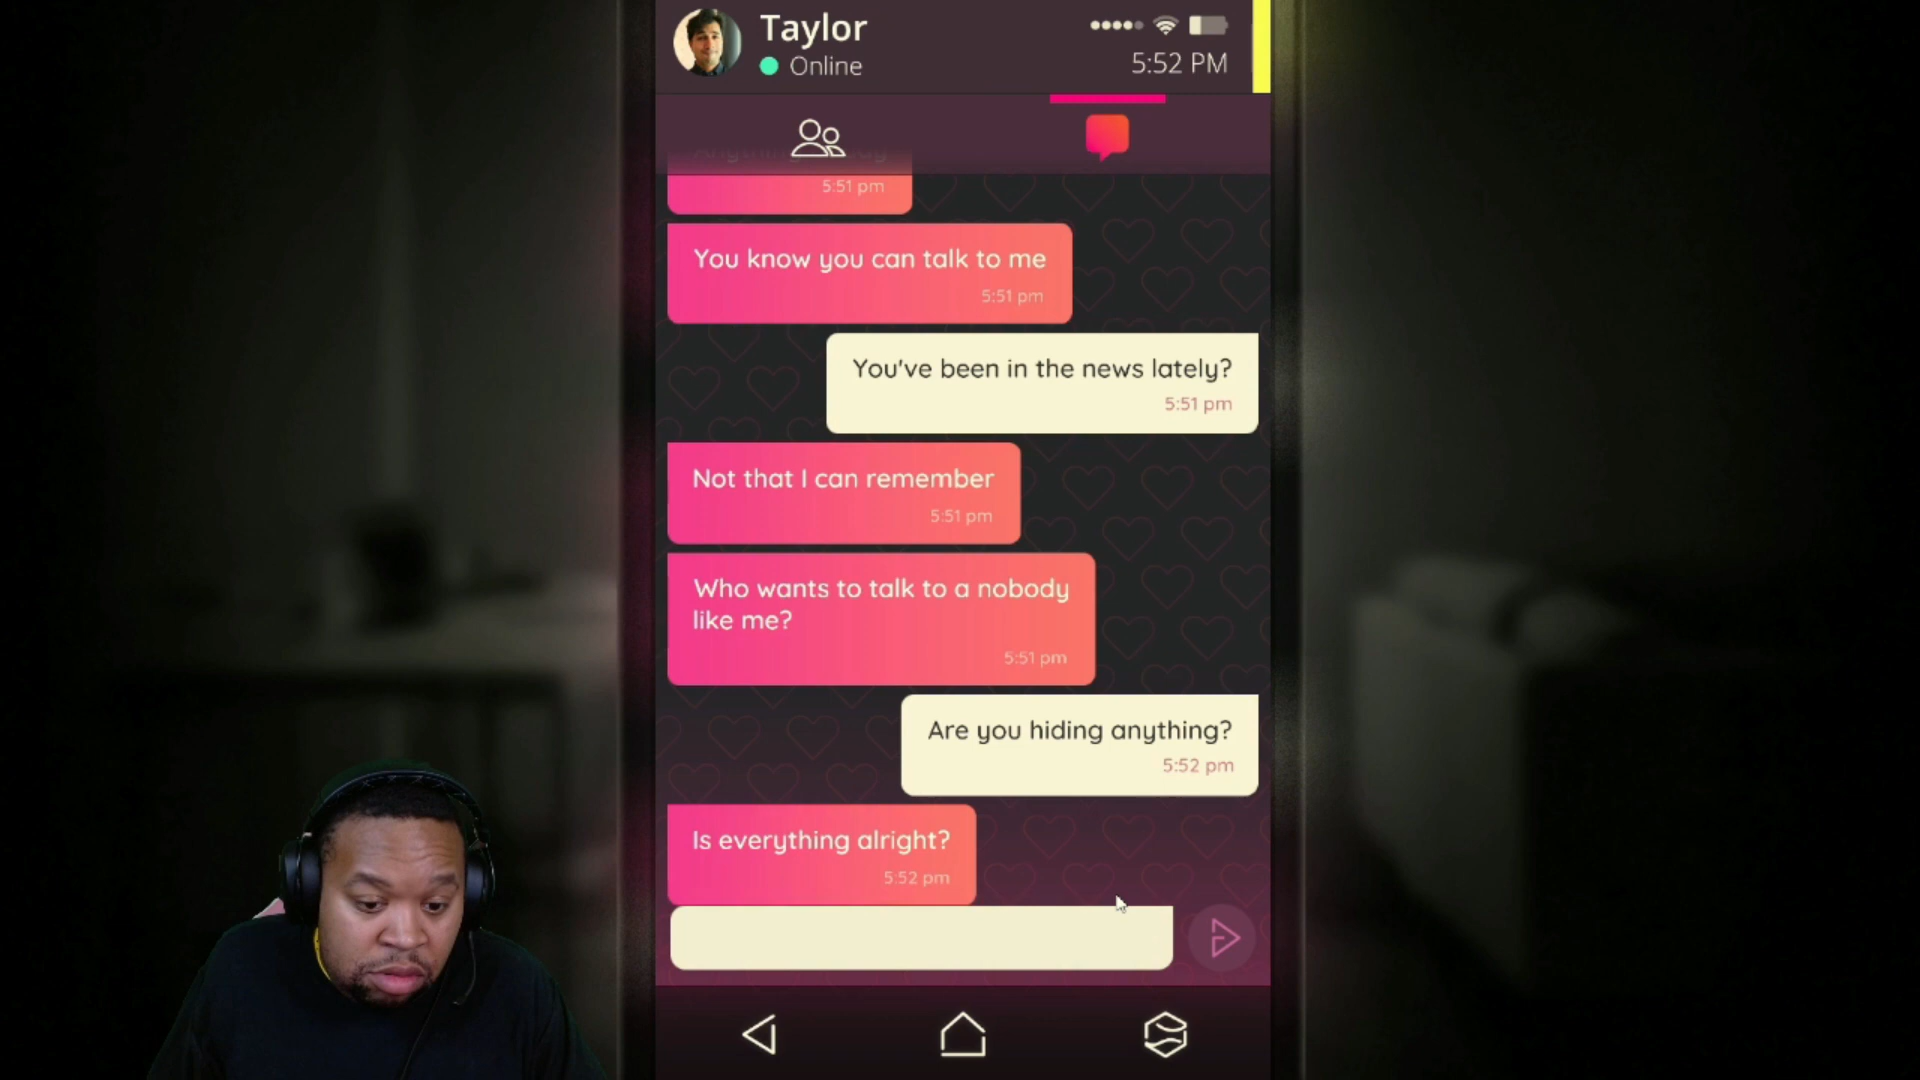 Taylor
Online
5:52 PM
5:51 pm
You know you can talk to me
5:51 pm
You've been in the news lately?
5:51 pm
Not that I can remember
5:51 pm
Who wants to talk to a nobody
like me?
5:51 pm
Are you hiding anything?
5:52 pm
Is everything alright?
5:52 pm